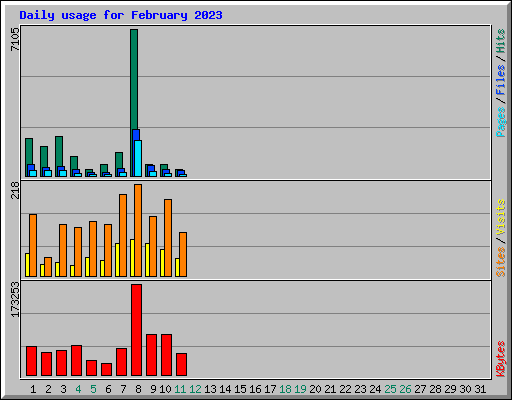 Daily usage for February 2023
7105
218
173253
Pages / Files / Hits
Sites / Visits
KBytes
1 2 3 4 5 6 7 8 9 10 11 12 13 14 15 16 17 18 19 20 21 22 23 24 25 26 27 28 29 30 31